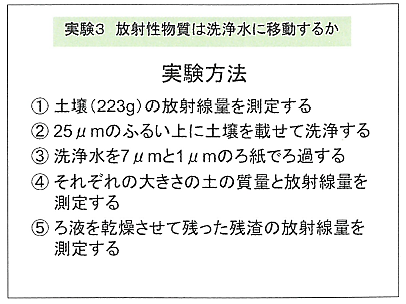 実験3 放射性物質は洗浄水に移動するか
実験方法
① 土壌(223g)の放射線量を測定する
② 25μmのふるい上に土壌を載せて洗浄する
③ 洗浄水を7μmと1μmのろ紙でろ過する
④ それぞれの大きさの土の質量と放射線量を
測定する
⑤ ろ液を乾燥させて残った残渣の放射線量を
測定する